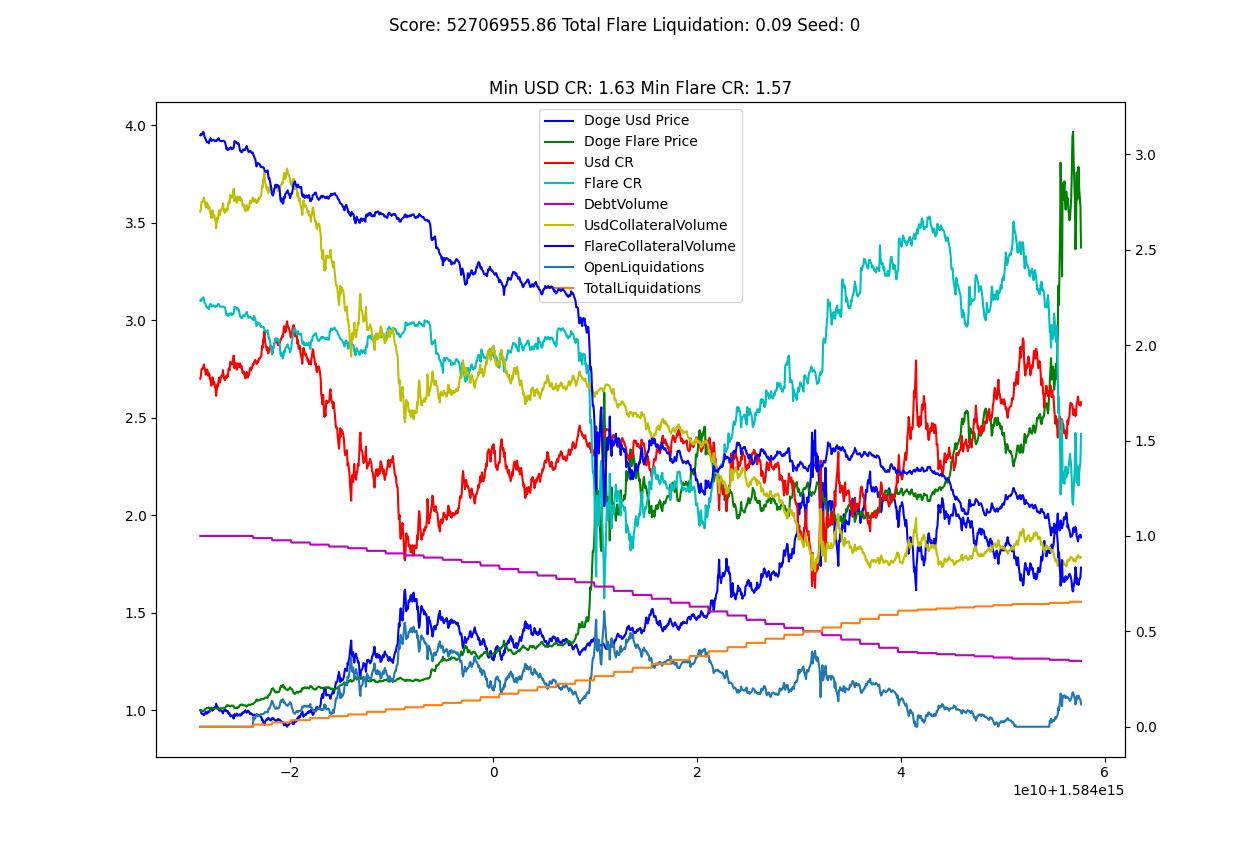 Score: 52706955.86 Total Flare Liquidation: 0.09 Seed: 0
Min USD CR: 1.63 Min Flare CR: 1.57
Doge Usd Price
Doge Flare Price
Usd CR
Flare CR
DebtVolume
UsdCollateralVolume
FlareCollateralVolume
OpenLiquidations
TotalLiquidations
4.0
3.5
3.0
2.5
2.0
1.5
1.0
3.0
2.5
2.0
1.5
1.0
0.5
0.0
−2
0
2
4
6
1e10+1.584e15